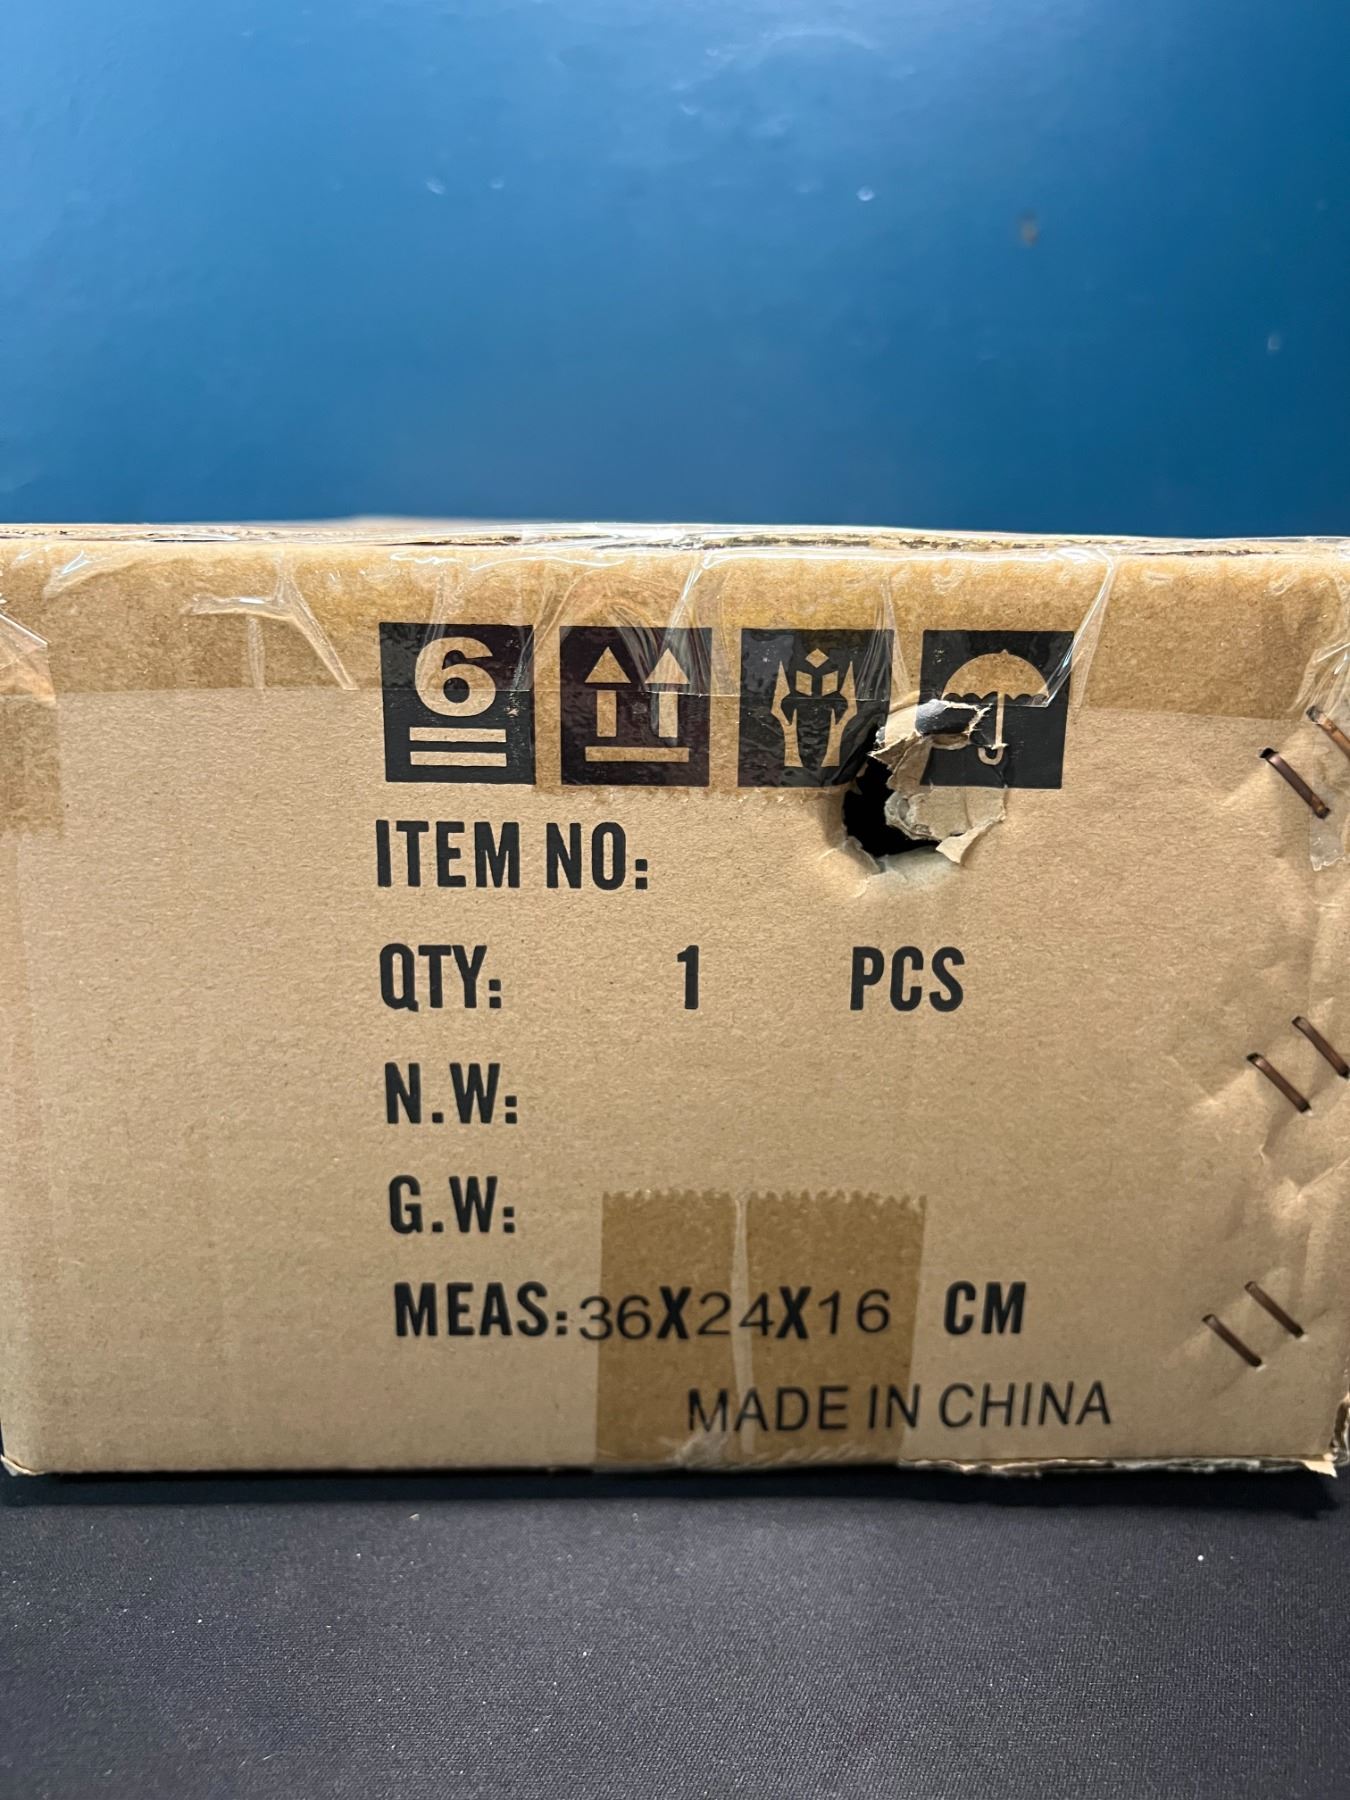 6
ITEM NO:
QTY: 1 PCS
N.W:
G.W:
MEAS:36X24X16 CM
MADE IN CHINA